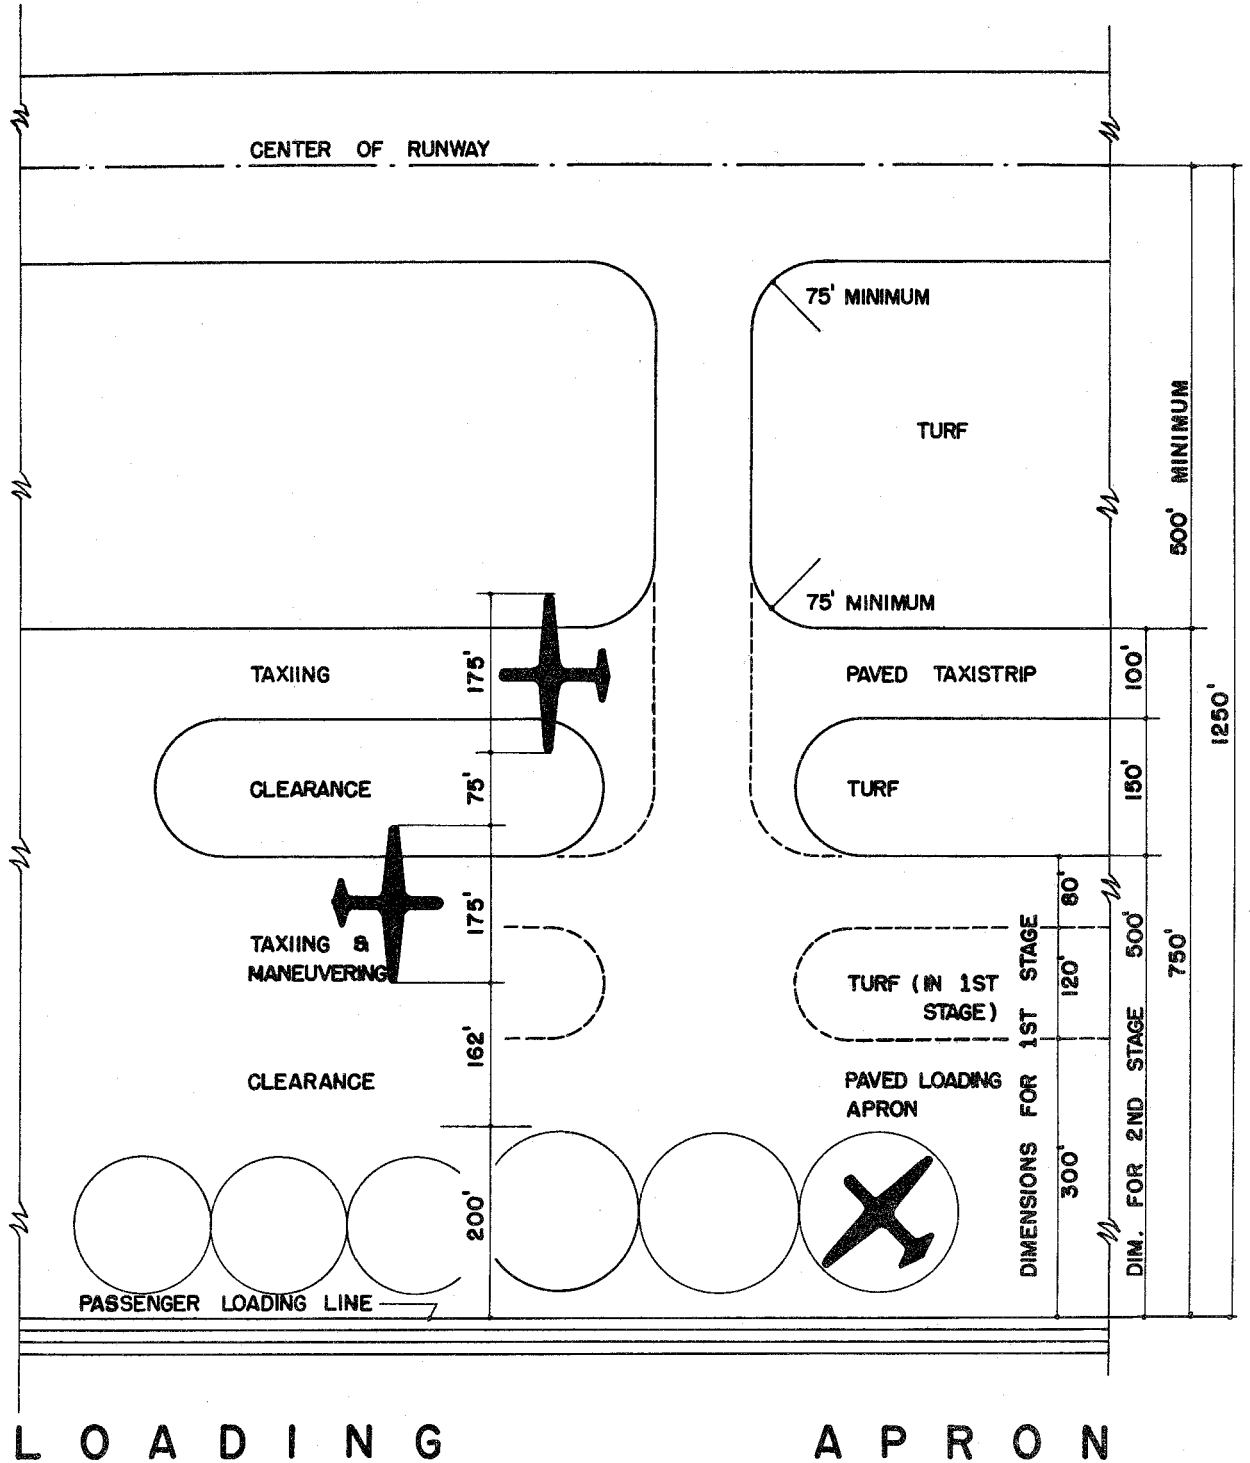 CENTER OF RUNWAY
75' MINIMUM
TURF
500' MINIMUM
75' MINIMUM
TAXIING
175'
PAVED TAXISTRIP
100'
1250'
CLEARANCE
75'
TURF
150'
175'
80'
TAXIING &
MANEUVERING
TURF (IN 1ST
STAGE)
120'
750'
162'
CLEARANCE
PAVED LOADING
APRON
200'
300'
DIMENSIONS FOR 1ST STAGE
DIM. FOR 2ND STAGE 500'
PASSENGER LOADING LINE
LOADING APRON